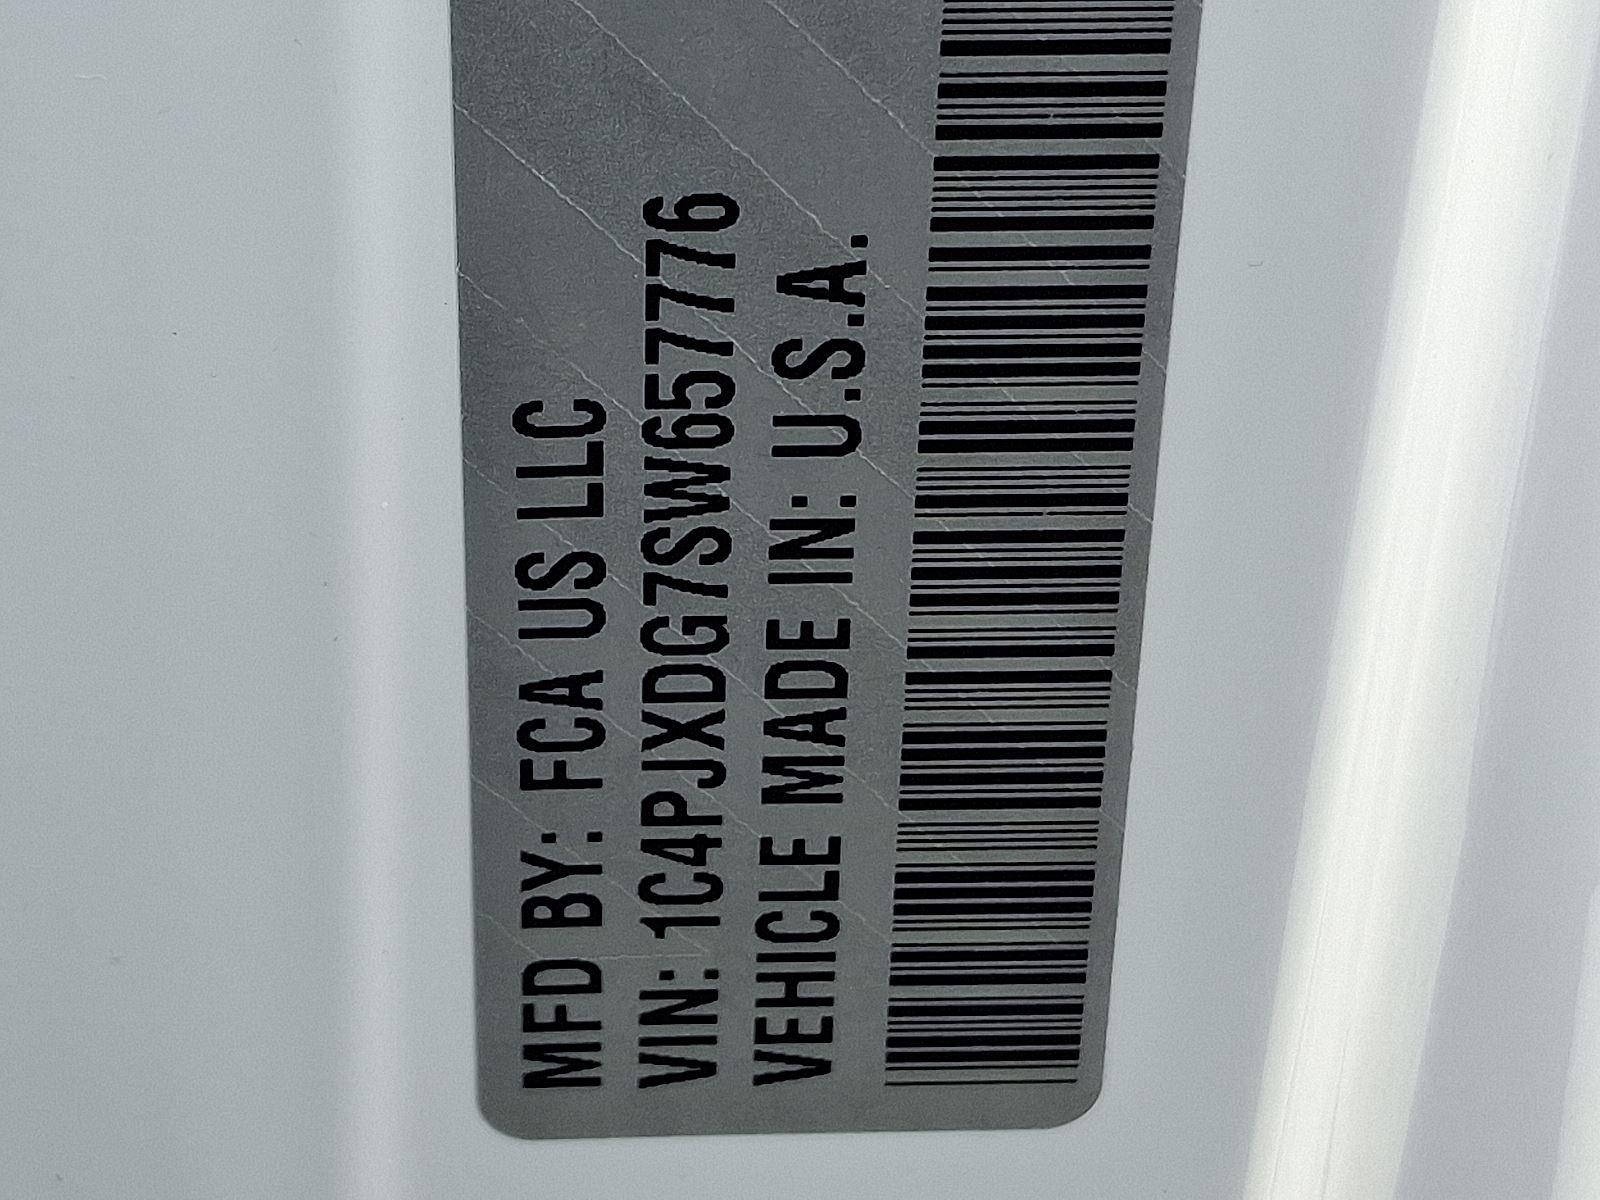 MFD BY: FCA US LLC
VIN: 1C4PJXDG7SW657776
VEHICLE MADE IN: U.S.A.